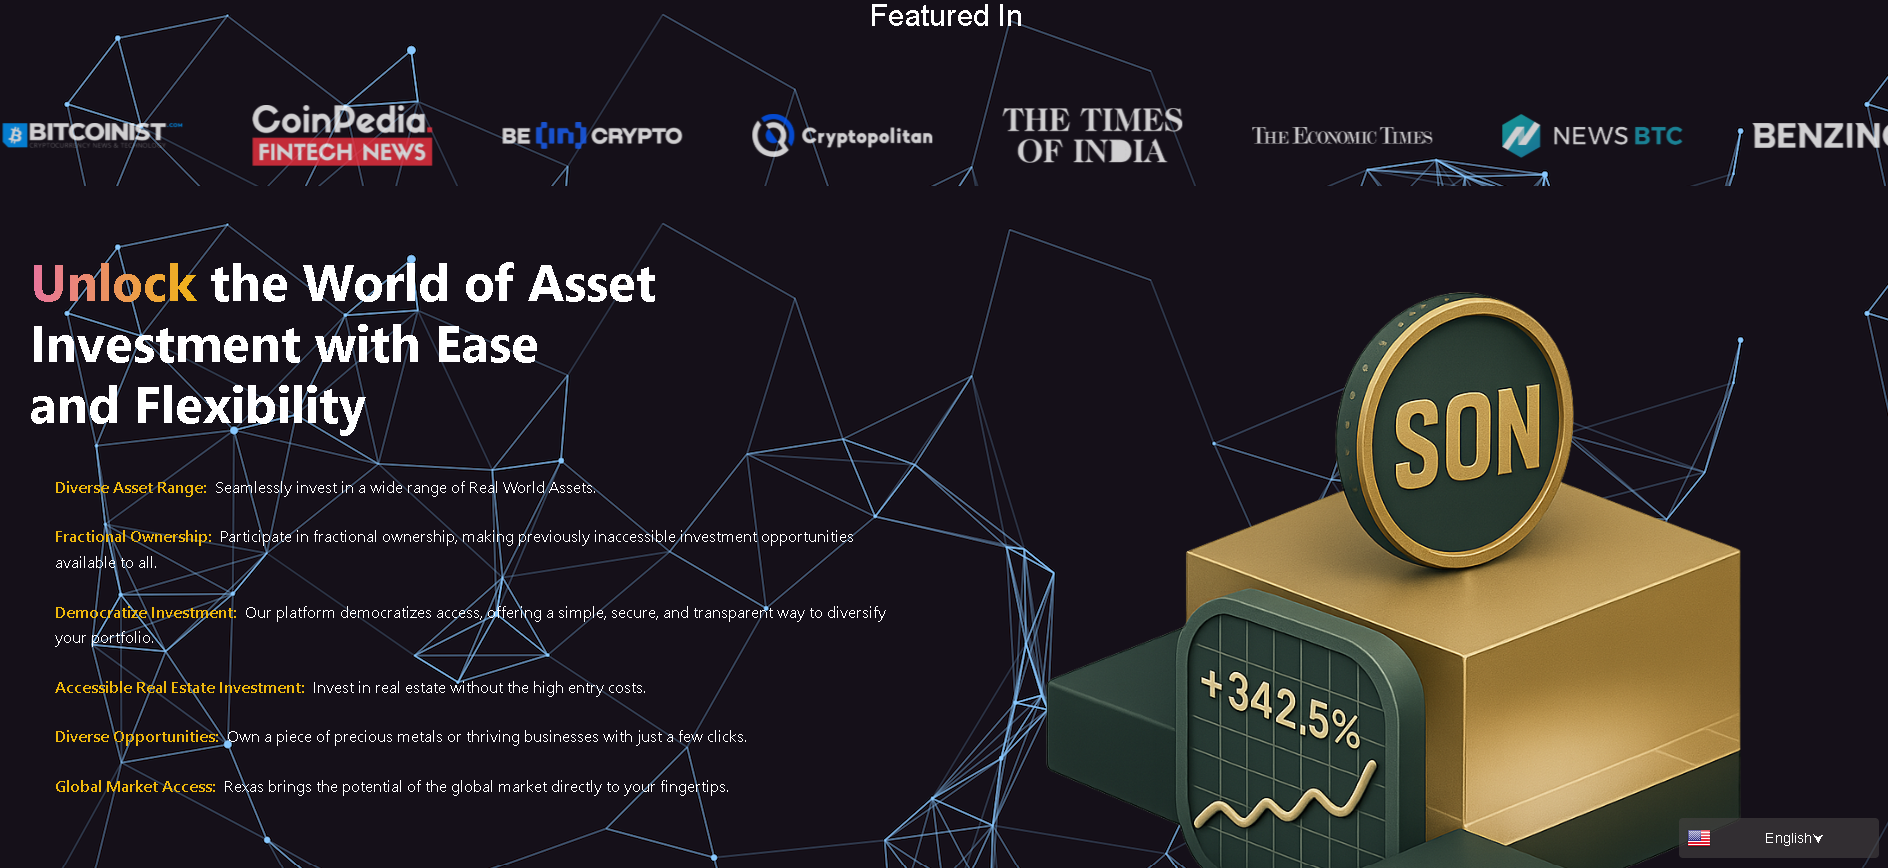 Featured In
BITCOINIST .COM
CRYPTOCURRENCY NEWS & TECHNOLOGY
CoinPedia.
FINTECH NEWS
BE [in] CRYPTO
Cryptopolitan
THE TIMES
OF INDIA
THE ECONOMIC TIMES
NEWS BTC
BENZING
Unlock the World of Asset
Investment with Ease
and Flexibility
Diverse Asset Range: Seamlessly invest in a wide range of Real World Assets.
Fractional Ownership: Participate in fractional ownership, making previously inaccessible investment opportunities
available to all.
Democratize Investment: Our platform democratizes access, offering a simple, secure, and transparent way to diversify
your portfolio.
Accessible Real Estate Investment: Invest in real estate without the high entry costs.
Diverse Opportunities: Own a piece of precious metals or thriving businesses with just a few clicks.
Global Market Access: Rexas brings the potential of the global market directly to your fingertips.
SON
+342.5%
English